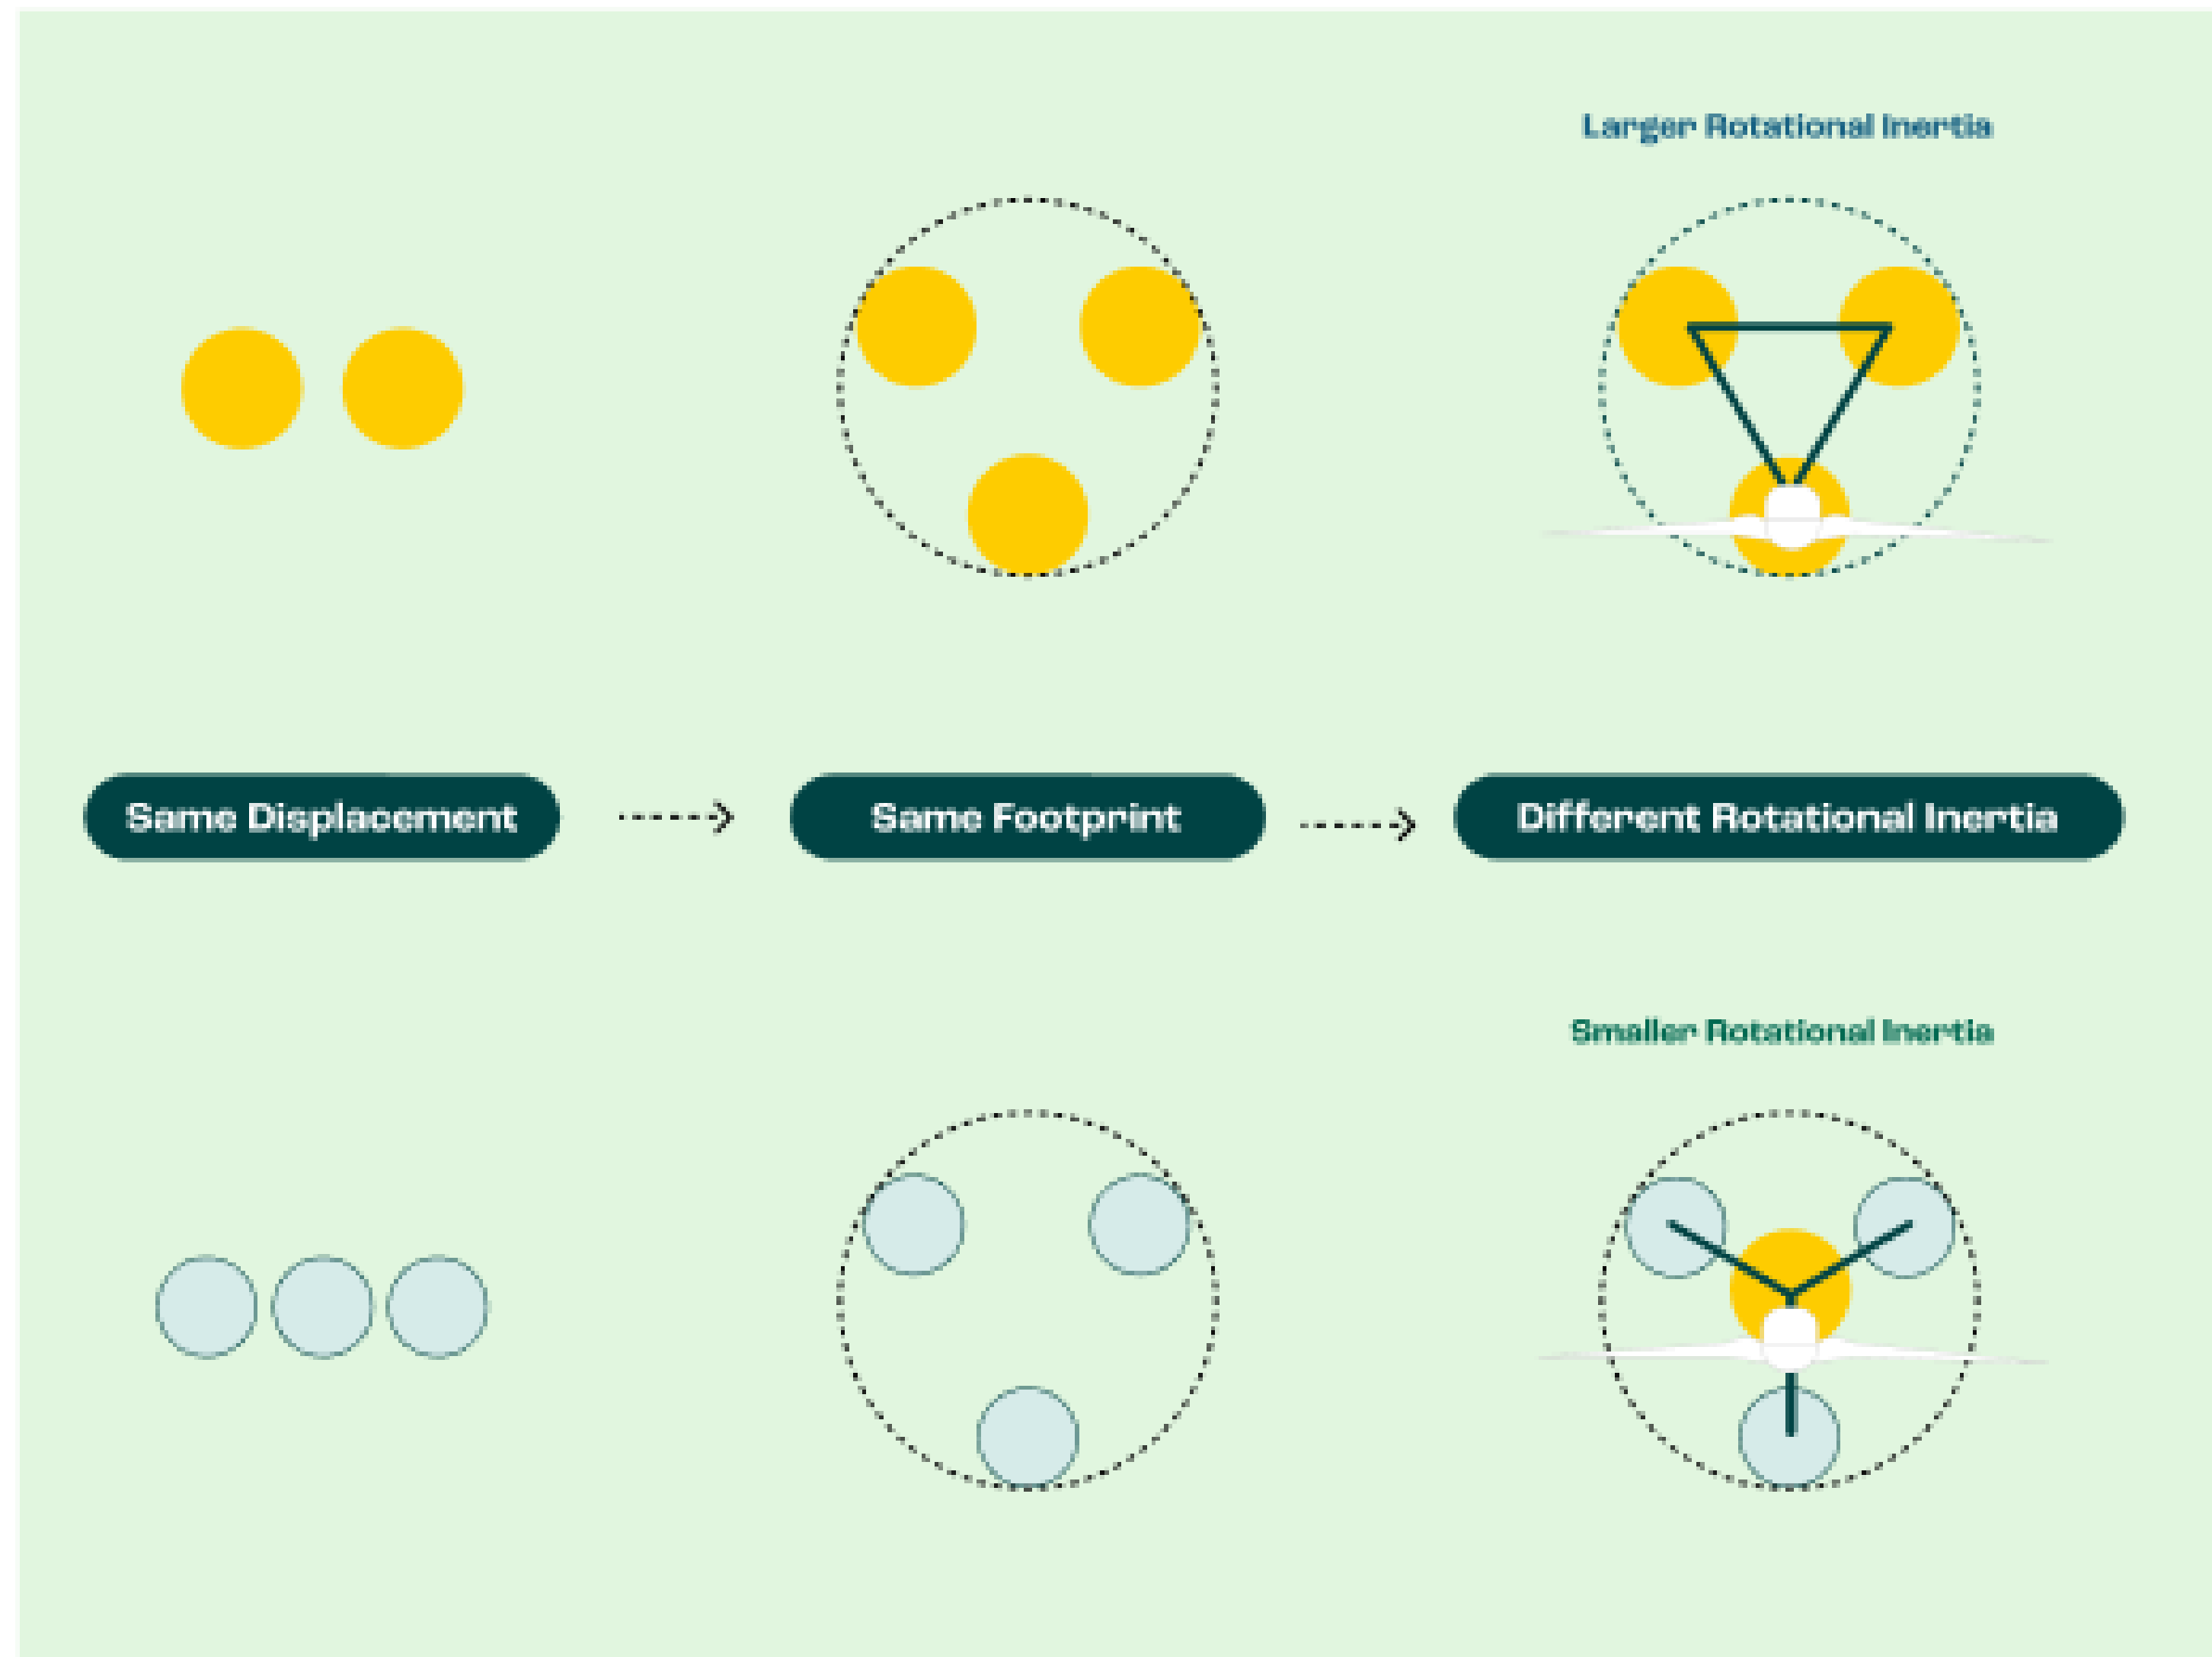 Larger Rotational Inertia
Same Displacement
Same Footprint
Different Rotational Inertia
Smaller Rotational Inertia